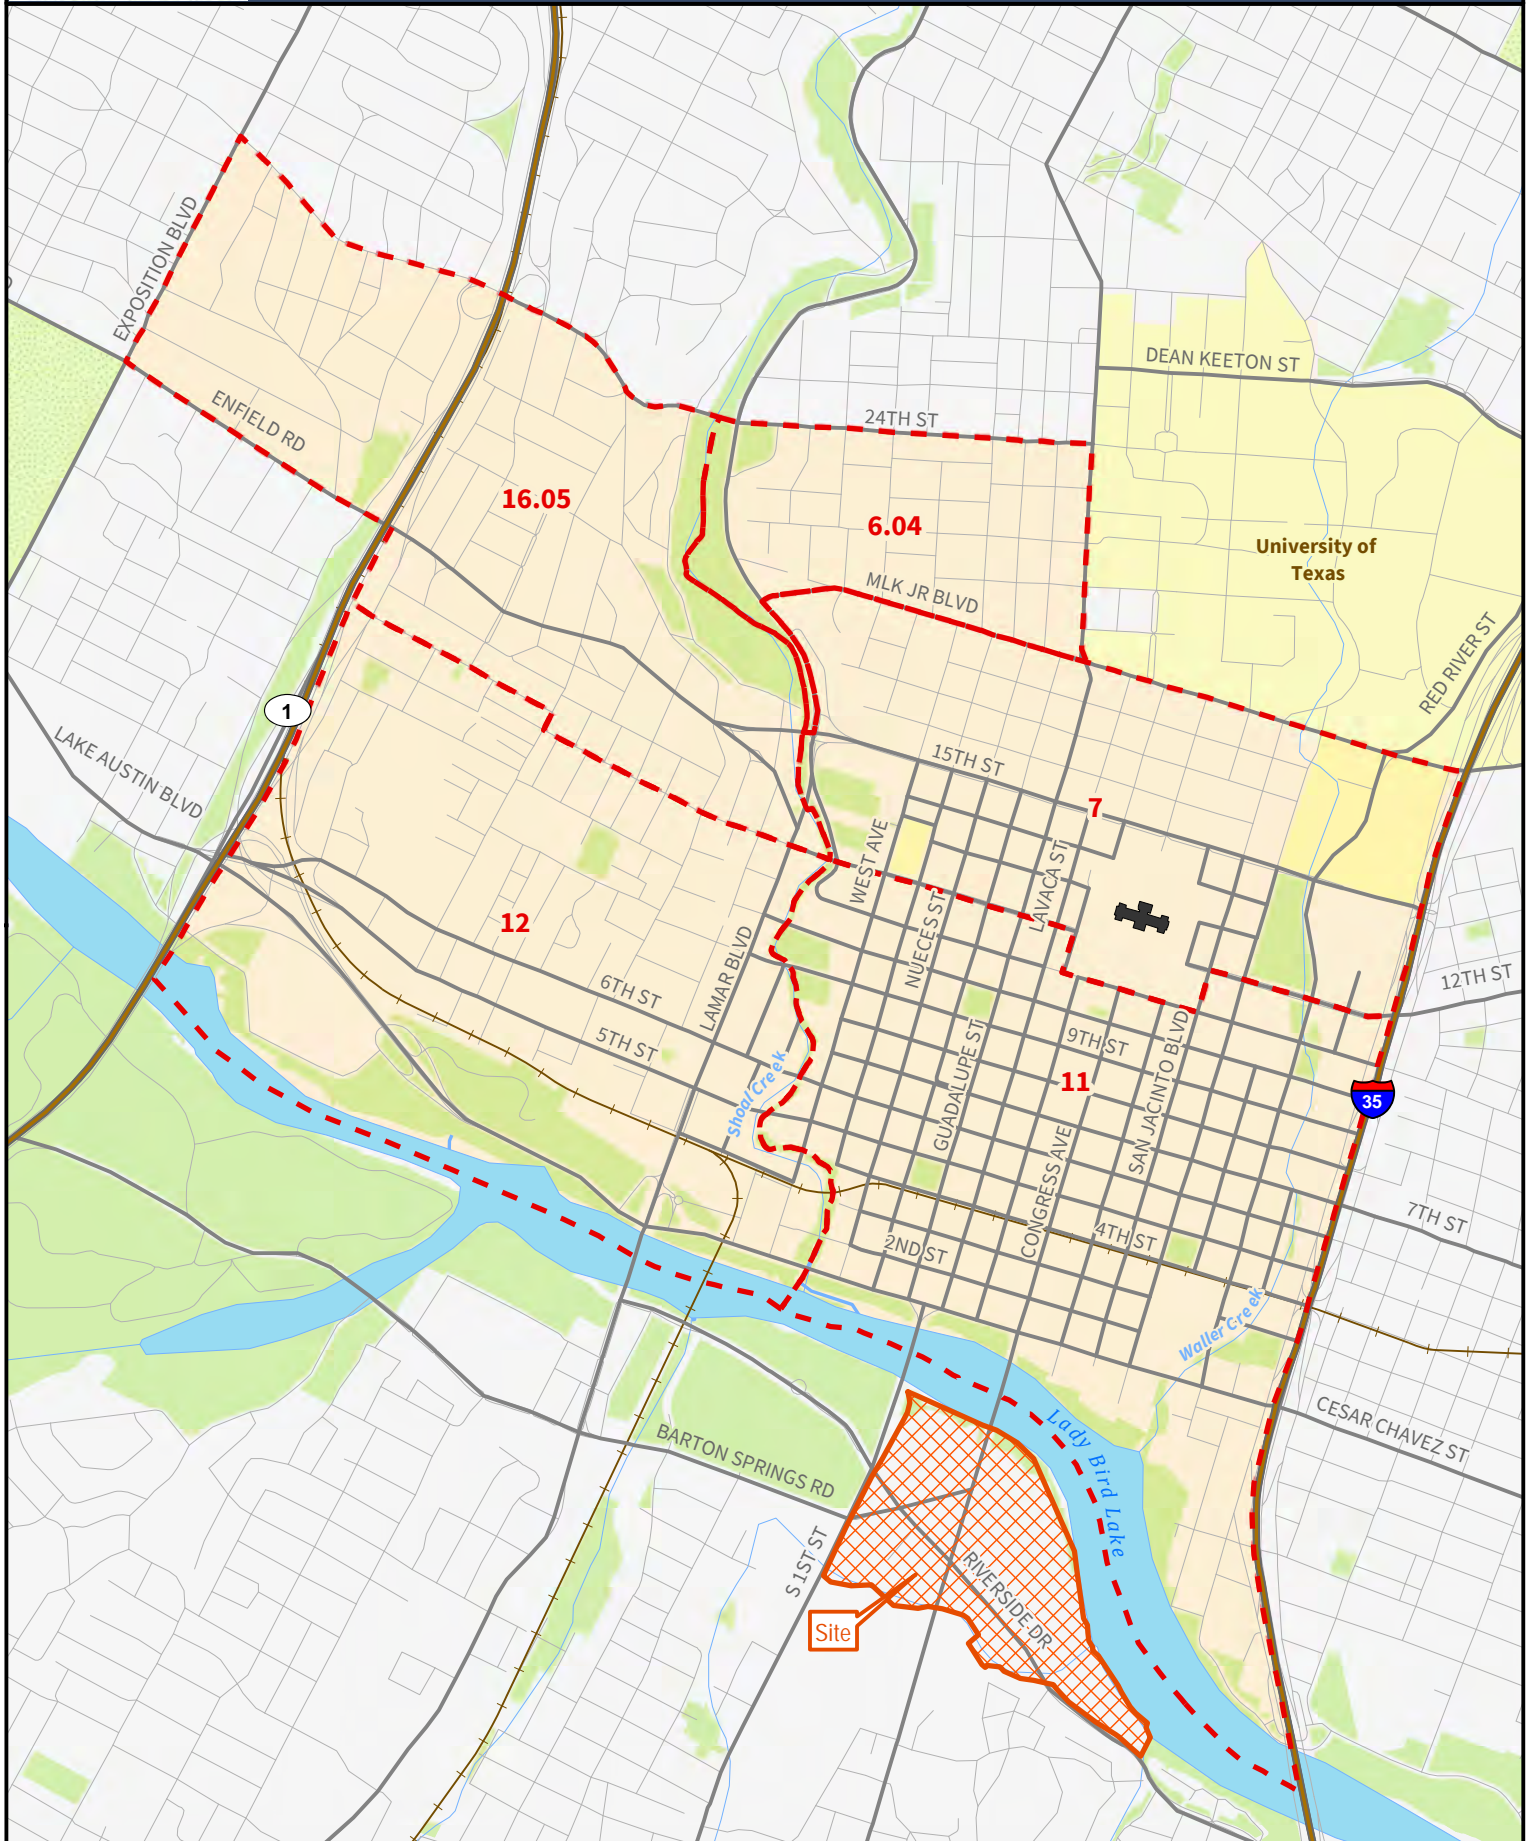 EXPOSITION BLVD
DEAN KEETON ST
ENFIELD RD
24TH ST
16.05
6.04
University of
Texas
MLK JR BLVD
RED RIVER ST
1
LAKE AUSTIN BLVD
15TH ST
7
WEST AVE
LAVACA ST
12
NUECES ST
LAMAR BLVD
12TH ST
6TH ST
5TH ST
9TH ST
GUADALUPE ST
SAN JACINTO BLVD
11
35
Shoal Creek
CONGRESS AVE
7TH ST
4TH ST
2ND ST
Waller Creek
CESAR CHAVEZ ST
Lady Bird Lake
BARTON SPRINGS RD
S 1ST ST
RIVERSIDE DR
Site